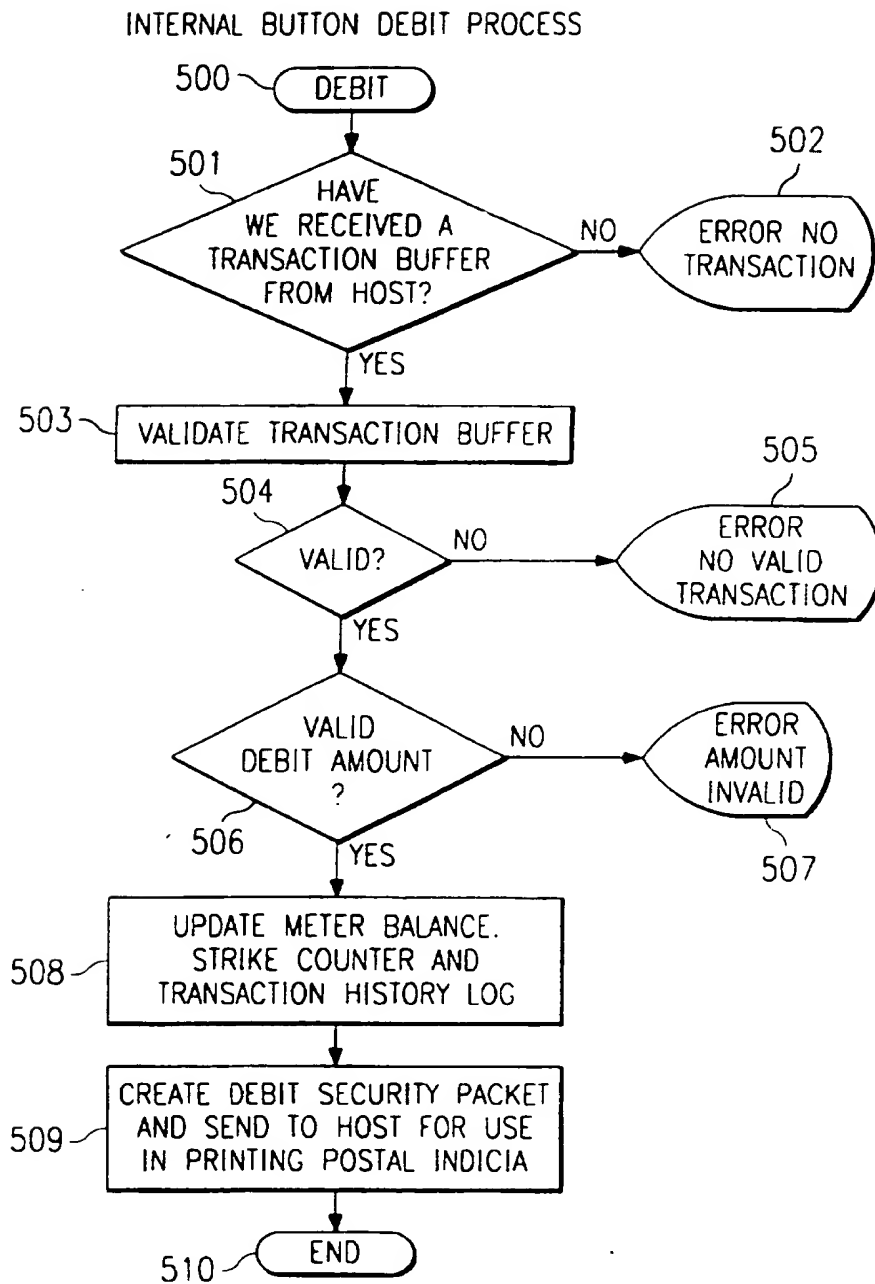 INTERNAL BUTTON DEBIT PROCESS
500
DEBIT
501
HAVE
WE RECEIVED A
TRANSACTION BUFFER
FROM HOST?
NO
502
ERROR NO
TRANSACTION
YES
503
VALIDATE TRANSACTION BUFFER
504
VALID?
NO
505
ERROR
NO VALID
TRANSACTION
YES
VALID
DEBIT AMOUNT
?
506
NO
ERROR
AMOUNT
INVALID
507
YES
508
UPDATE METER BALANCE.
STRIKE COUNTER AND
TRANSACTION HISTORY LOG
509
CREATE DEBIT SECURITY PACKET
AND SEND TO HOST FOR USE
IN PRINTING POSTAL INDICIA
510
END